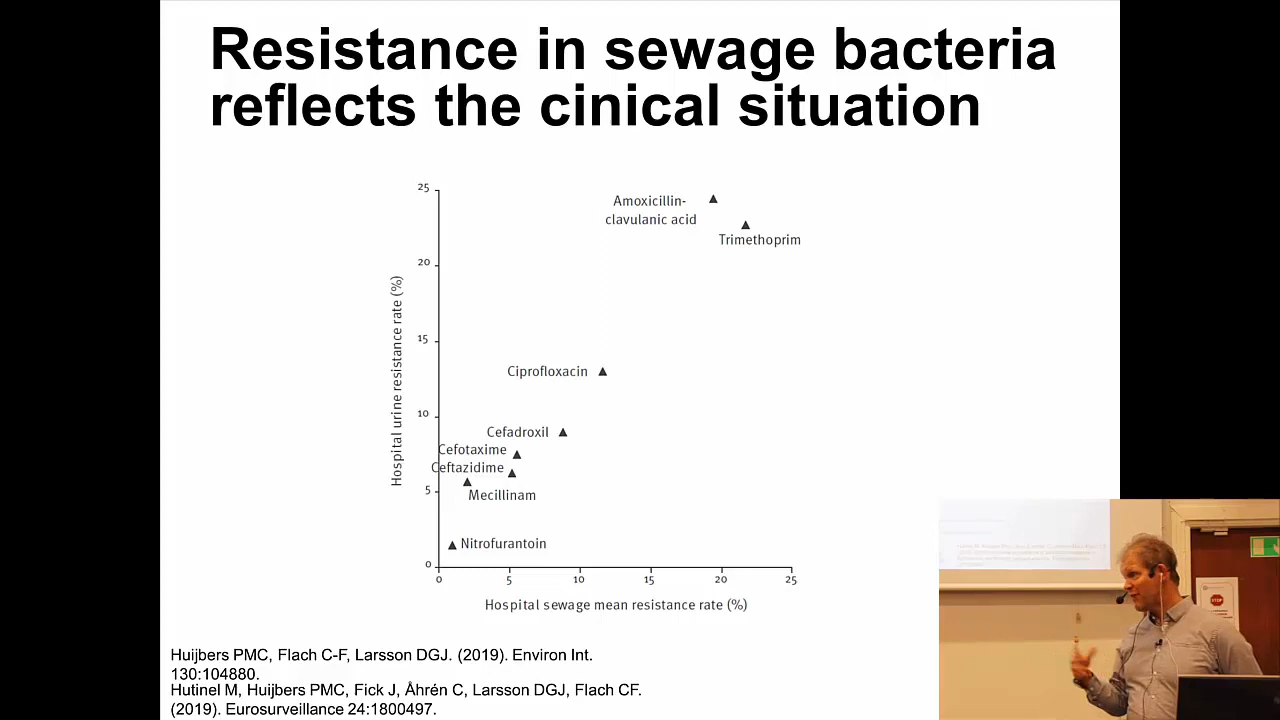 Resistance in sewage bacteria
reflects the cinical situation
25
20
15
10
5
0
Hospital urine resistance rate (%)
Amoxicillin-
clavulanic acid
Trimethoprim
Ciprofloxacin
Cefadroxil
Cefotaxime
Ceftazidime
Mecillinam
Nitrofurantoin
0 5 10 15 20 25
Hospital sewage mean resistance rate (%)
Huijbers PMC, Flach C-F, Larsson DGJ. (2019). Environ Int.
130:104880.
Hutinel M, Huijbers PMC, Fick J, Åhrén C, Larsson DGJ, Flach CF.
(2019). Eurosurveillance 24:1800497.
STOP